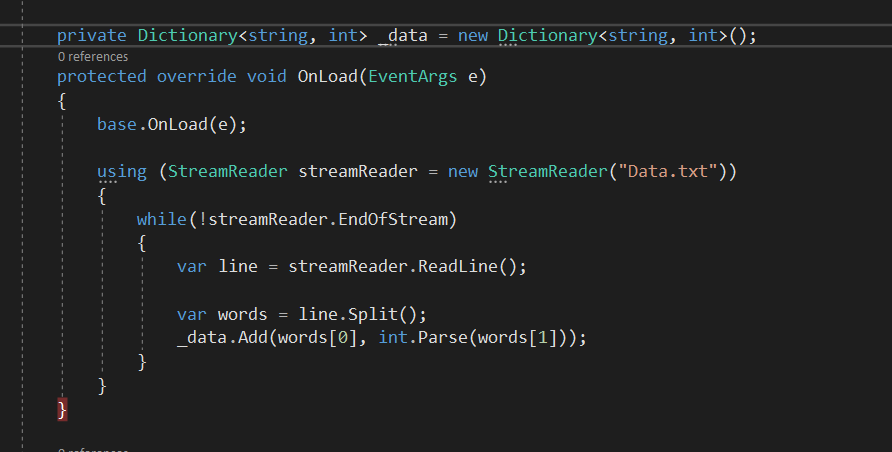 private Dictionary<string, int> _data = new Dictionary<string, int>();
0 references
protected override void OnLoad(EventArgs e)
{
base.OnLoad(e);
using (StreamReader streamReader = new StreamReader("Data.txt"))
{
while(!streamReader.EndOfStream)
{
var line = streamReader.ReadLine();
var words = line.Split();
_data.Add(words[0], int.Parse(words[1]));
}
}
}